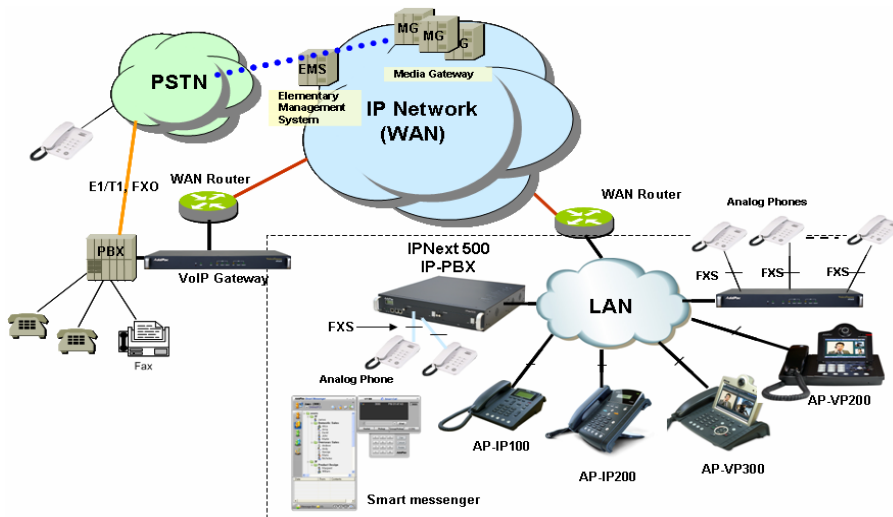 MG
MG
G
EMS
Media Gateway
PSTN
Elementary
Management
System
IP Network
(WAN)
E1/T1, FXO
WAN Router
WAN Router
Analog Phones
PBX
VoIP Gateway
IPNext 500
IP-PBX
FXS
FXS
FXS
LAN
FXS
Fax
Analog Phone
AP-VP200
AP-IP100
AP-IP200
AP-VP300
Smart messenger